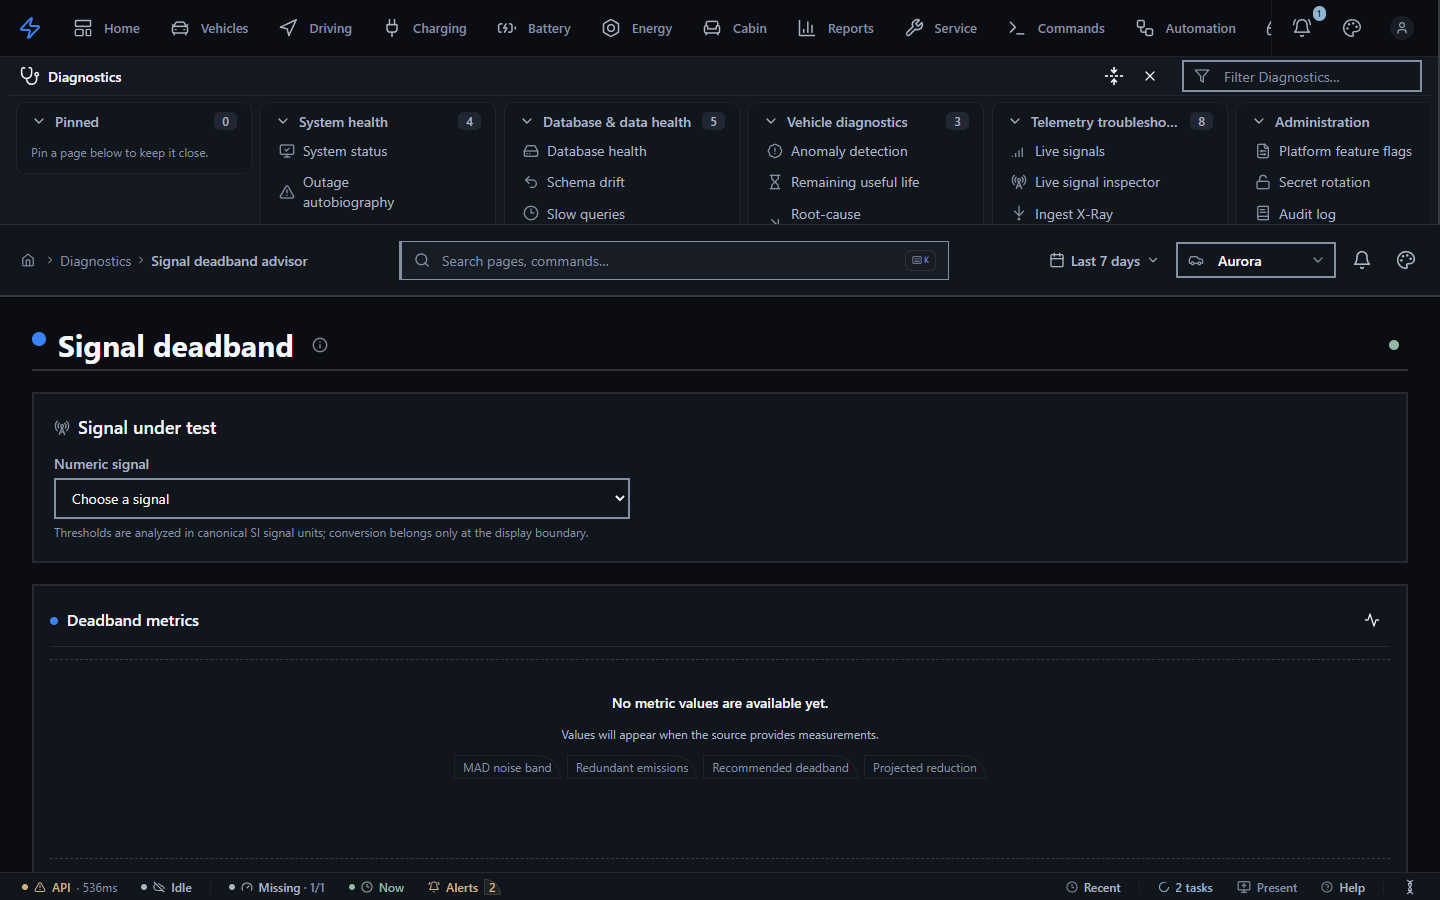 Home Vehicles Driving Charging Battery Energy Cabin Reports Service Commands Automation 1
Diagnostics Filter Diagnostics...
Pinned 0
Pin a page below to keep it close.
System health 4
System status
Outage
autobiography
Database & data health 5
Database health
Schema drift
Slow queries
Vehicle diagnostics 3
Anomaly detection
Remaining useful life
Root-cause
Telemetry troublesho... 8
Live signals
Live signal inspector
Ingest X-Ray
Administration
Platform feature flags
Secret rotation
Audit log
Diagnostics Signal deadband advisor Search pages, commands... K Last 7 days Aurora
Signal deadband
Signal under test
Numeric signal
Choose a signal
Thresholds are analyzed in canonical SI signal units; conversion belongs only at the display boundary.
Deadband metrics
No metric values are available yet.
Values will appear when the source provides measurements.
MAD noise band Redundant emissions Recommended deadband Projected reduction
API · 536ms Idle Missing · 1/1 Now Alerts 2 Recent 2 tasks Present Help